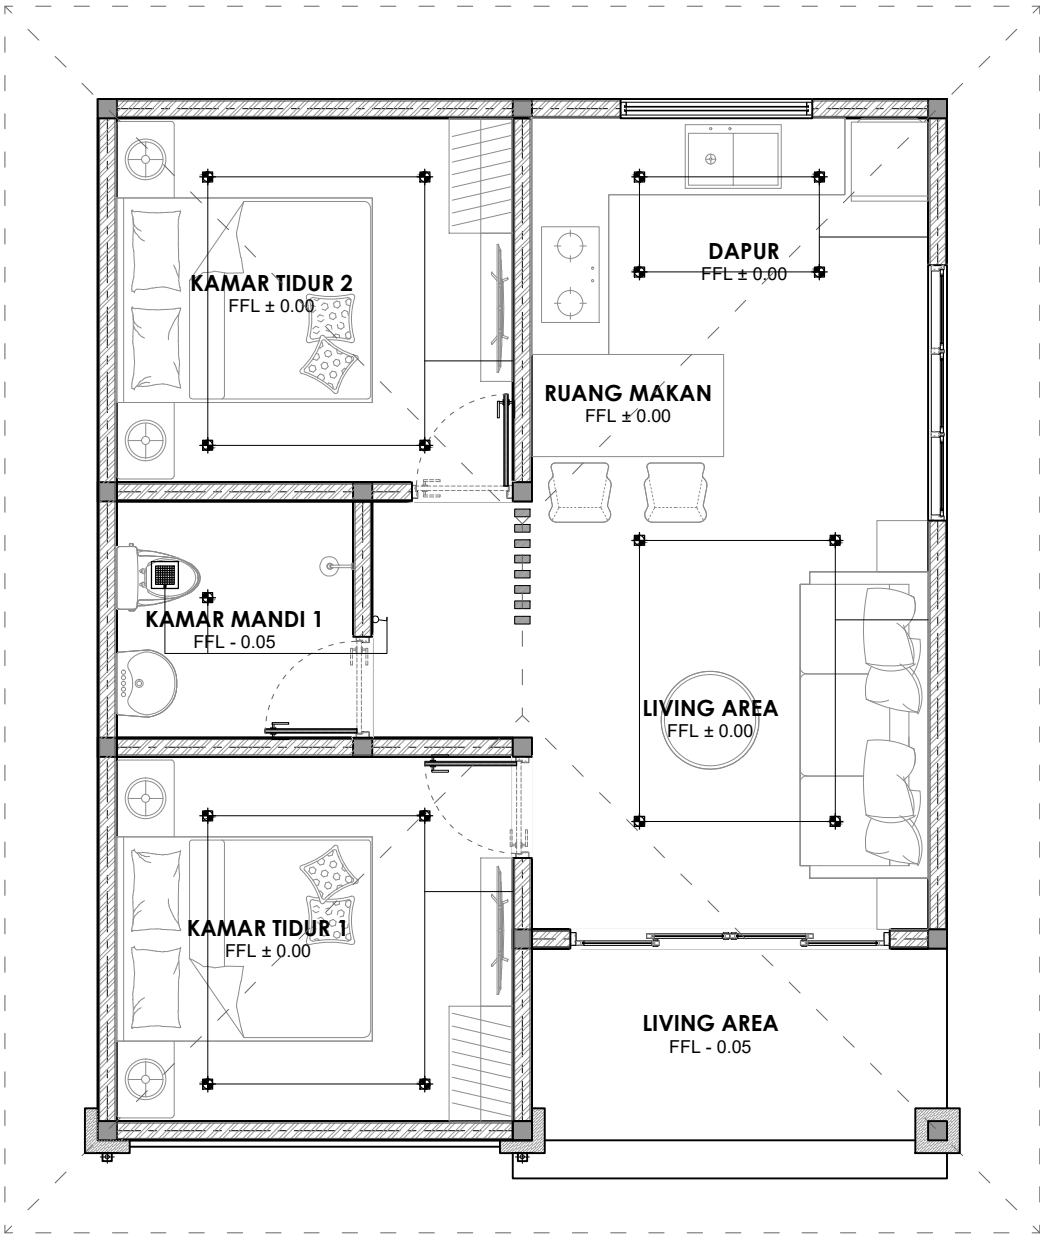 DAPUR
FFL ± 0.00
KAMAR TIDUR 2
FFL ± 0.00
RUANG MAKAN
FFL ± 0.00
KAMAR MANDI 1
FFL - 0.05
LIVING AREA
FFL ± 0.00
KAMAR TIDUR 1
FFL ± 0.00
LIVING AREA
FFL - 0.05